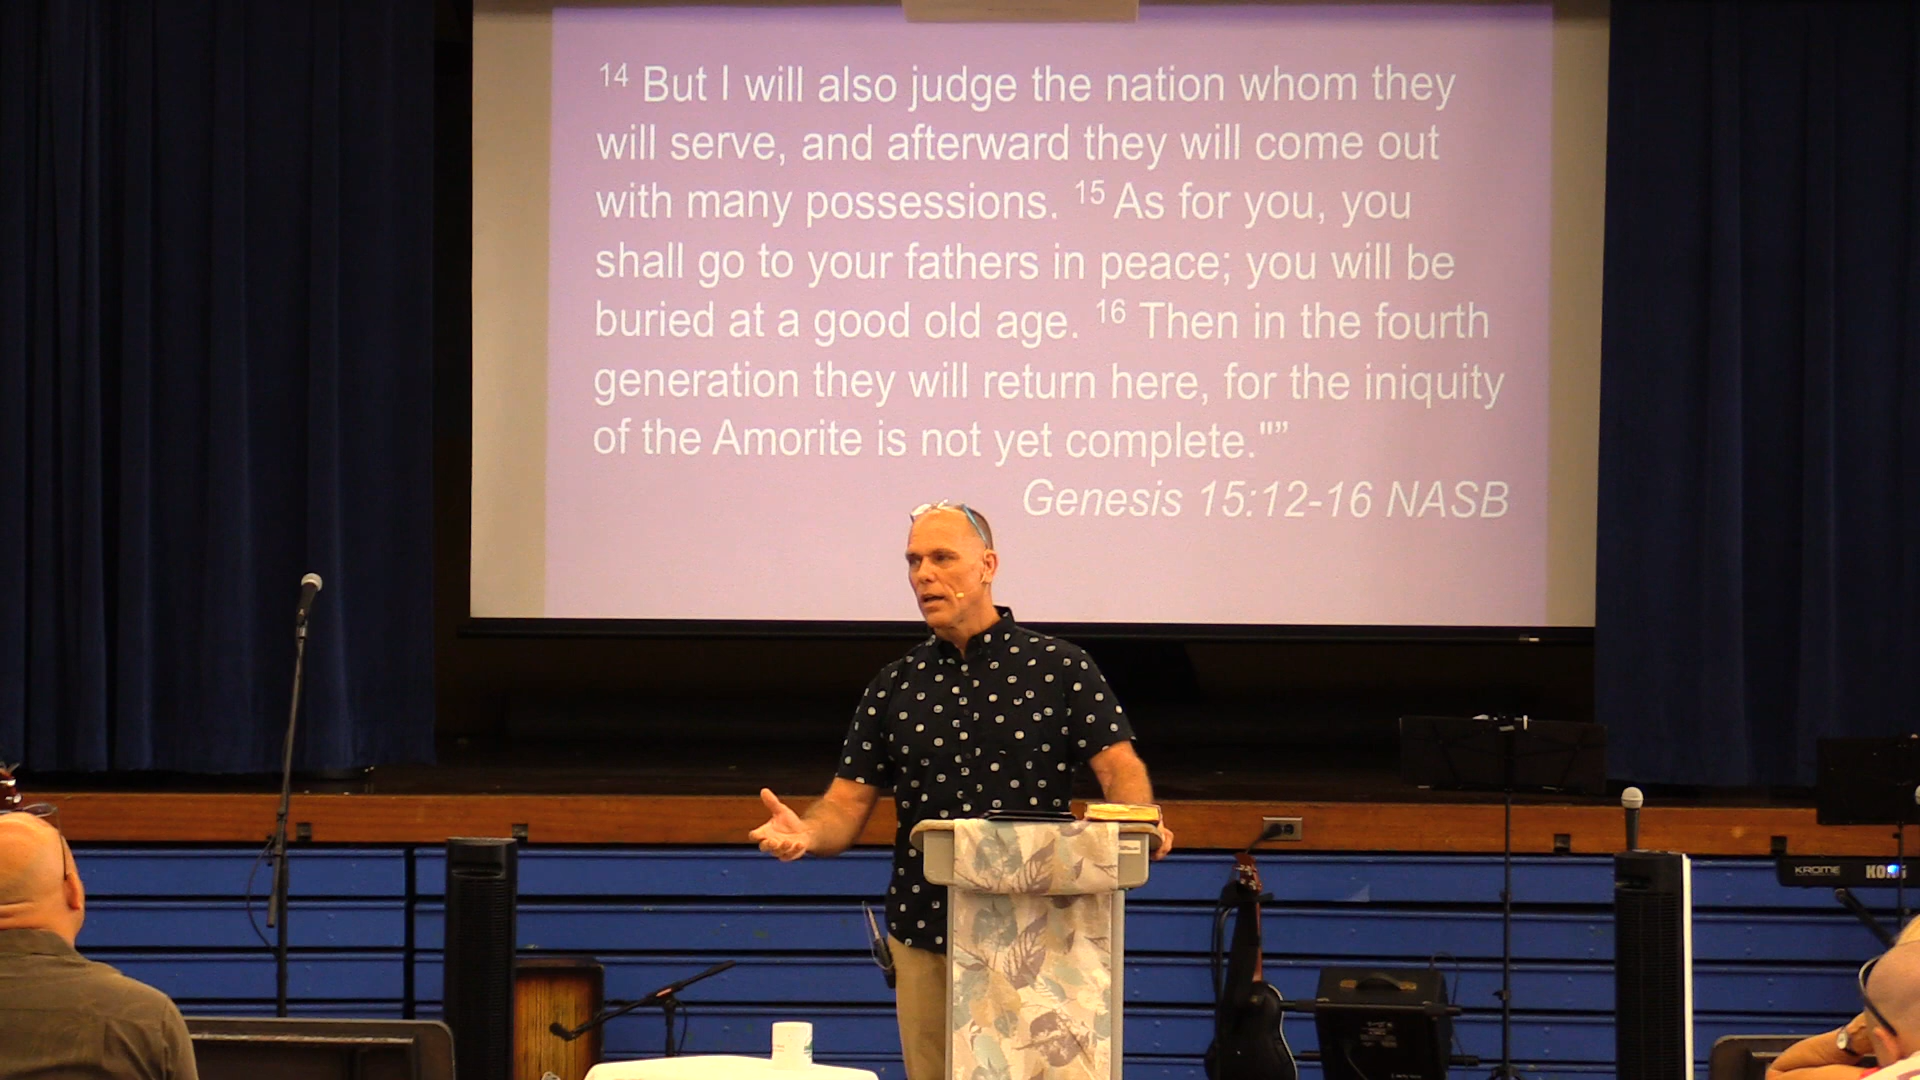 14 But I will also judge the nation whom they
will serve, and afterward they will come out
with many possessions. 15 As for you, you
shall go to your fathers in peace; you will be
buried at a good old age. 16 Then in the fourth
generation they will return here, for the iniquity
of the Amorite is not yet complete."”
Genesis 15:12-16 NASB
KROME
KORG